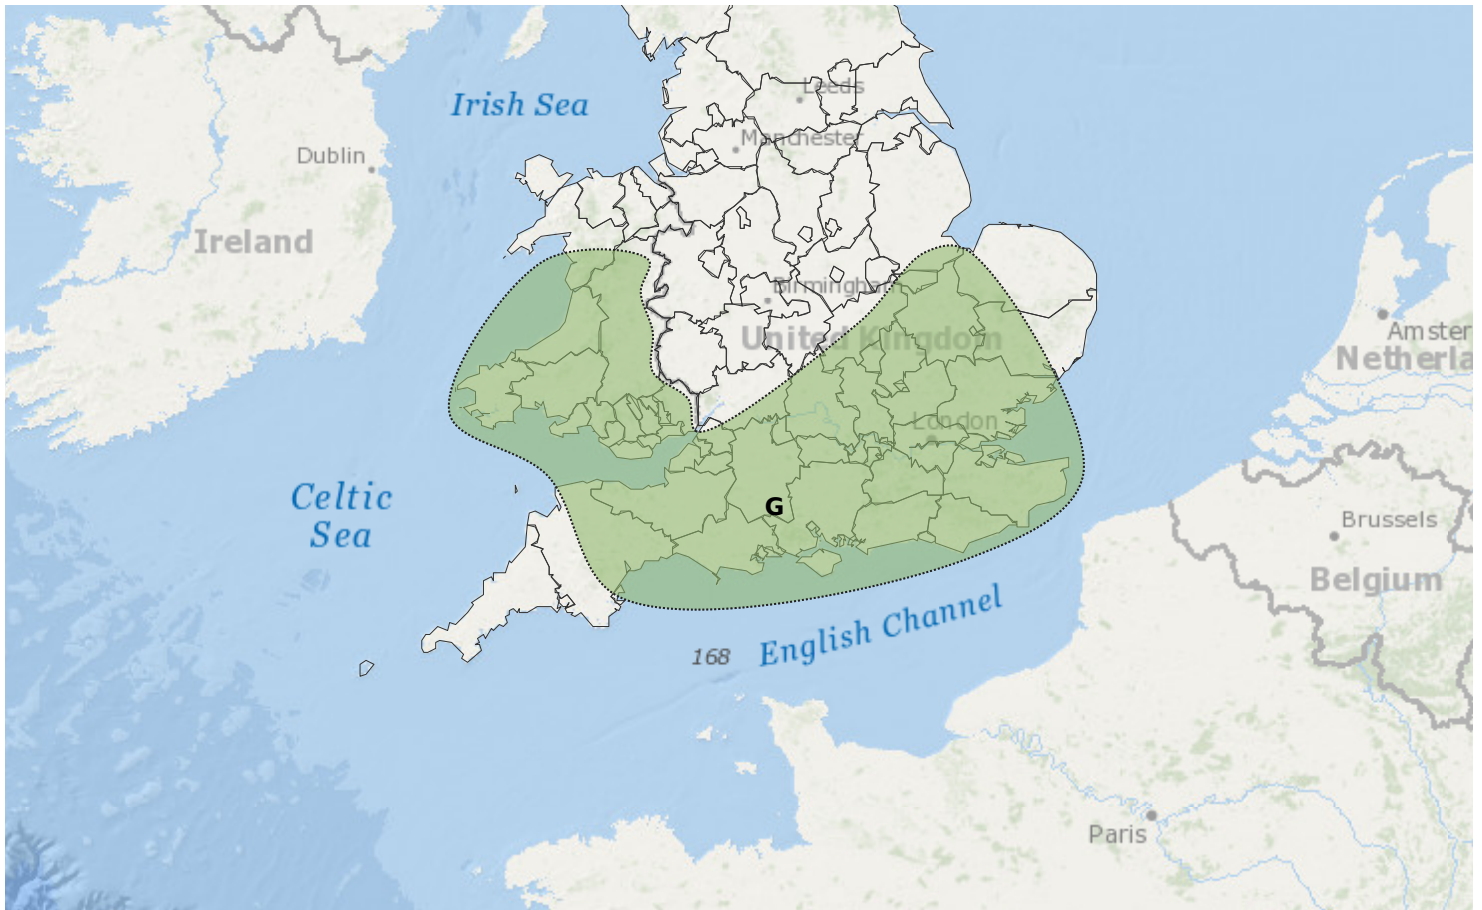 Leeds
Irish Sea
Manchester
Dublin
Ireland
Birmingham
United Kingdom
Amster
Netherla
London
Celtic
Sea
G
Brussels
Belgium
English Channel
168
Paris